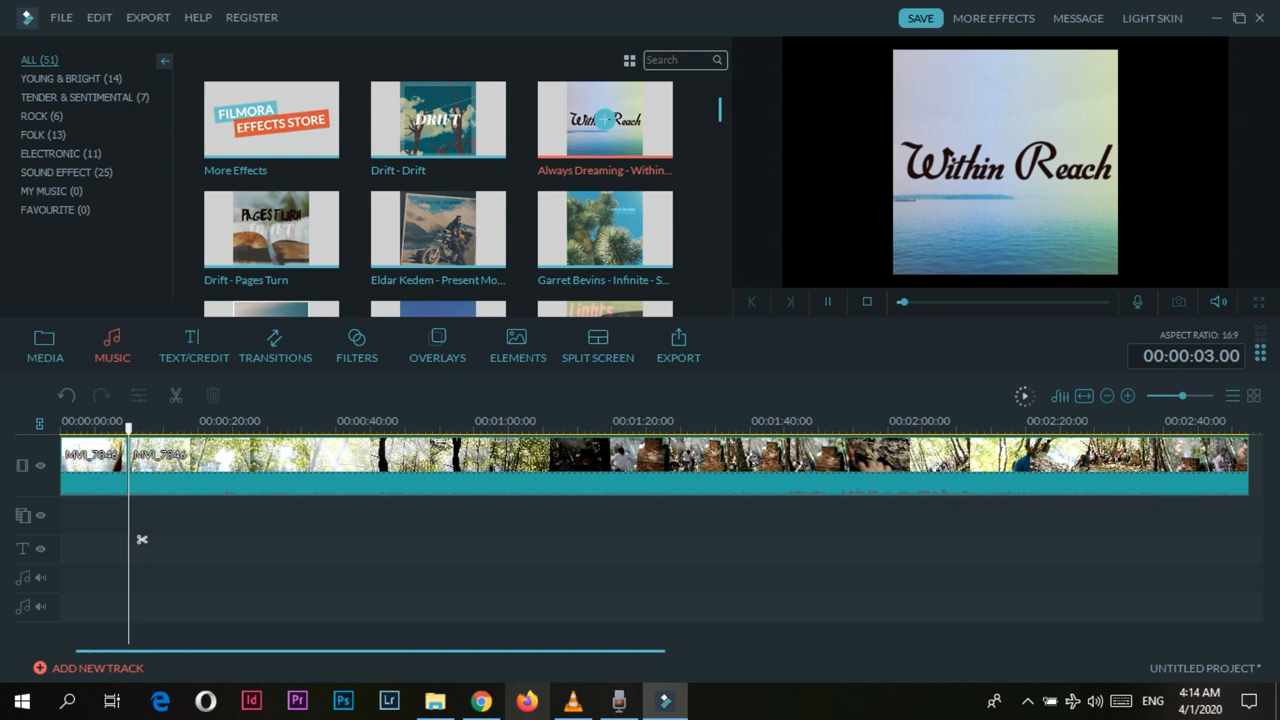 FILE EDIT EXPORT HELP REGISTER
SAVE MORE EFFECTS MESSAGE LIGHT SKIN
ALL (51)
YOUNG & BRIGHT (14)
TENDER & SENTIMENTAL (7)
ROCK (6)
FOLK (13)
ELECTRONIC (11)
SOUND EFFECT (25)
MY MUSIC (0)
FAVOURITE (0)
Search
FILMORA
EFFECTS STORE
DRIFT
Within Reach
More Effects
Drift - Drift
Always Dreaming - Within...
PAGES TURN
DRIFT
Drift - Pages Turn
Eldar Kedem - Present Mo...
Garret Bevins - Infinite - S...
Lights
Within Reach
MEDIA MUSIC TEXT/CREDIT TRANSITIONS FILTERS OVERLAYS ELEMENTS SPLIT SCREEN EXPORT
ASPECT RATIO: 16:9
00:00:03.00
00:00:00:00 00:00:20:00 00:00:40:00 00:01:00:00 00:01:20:00 00:01:40:00 00:02:00:00 00:02:20:00 00:02:40:00
MVI_7846 MVI_7846
ADD NEW TRACK
UNTITLED PROJECT *
Id Pr Ps Lr
ENG
4:14 AM
4/1/2020